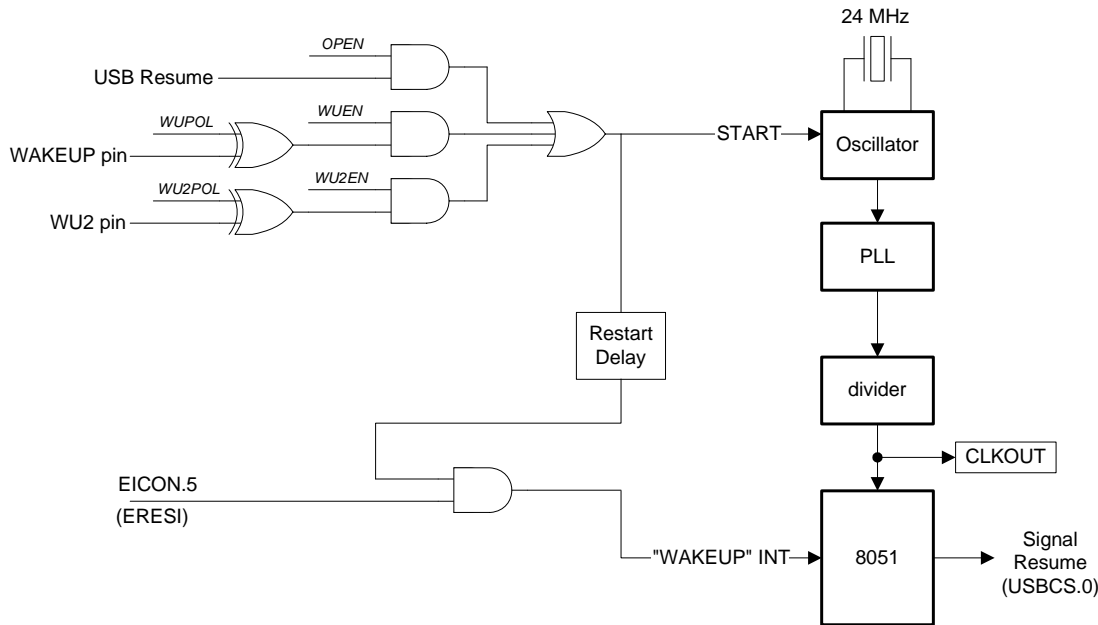 24 MHz
OPEN
USB Resume
WUPOL
WUEN
WAKEUP pin
START
Oscillator
WU2POL
WU2EN
WU2 pin
PLL
Restart
Delay
divider
CLKOUT
EICON.5
(ERESI)
"WAKEUP" INT
8051
Signal
Resume
(USBCS.0)